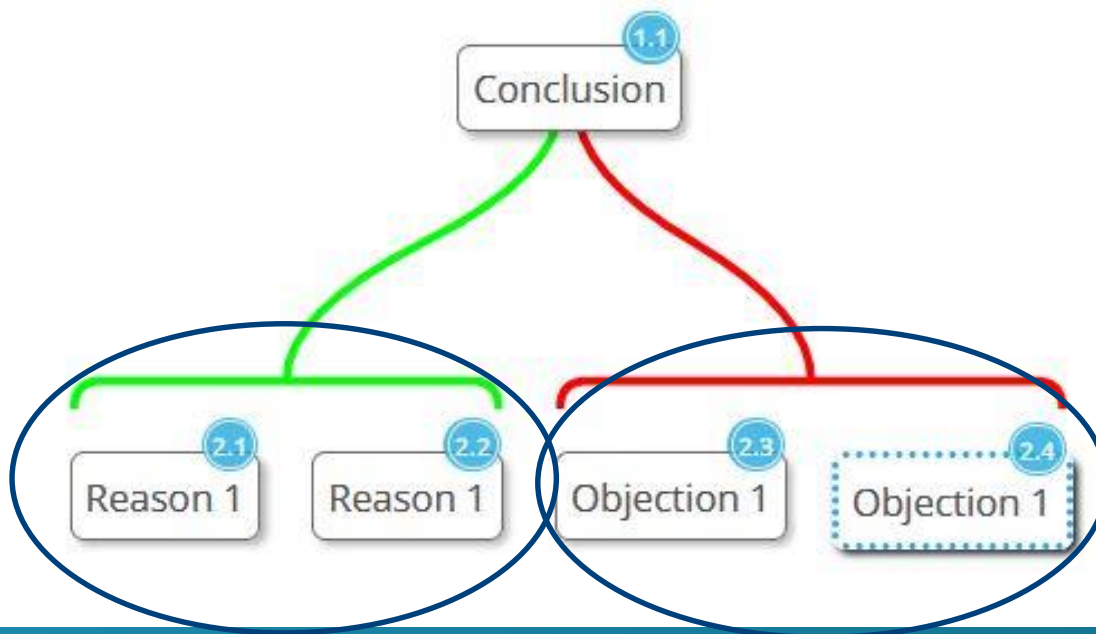 1.1
Conclusion
2.1
2.2
2.3
2.4
Reason 1
Reason 1
Objection 1
Objection 1